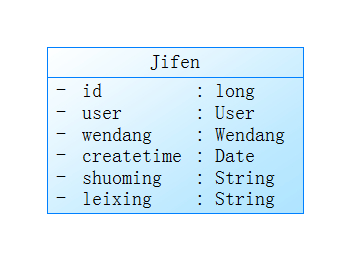 Jifen
- id : long
- user : User
- wendang : Wendang
- createtime : Date
- shuoming : String
- leixing : String